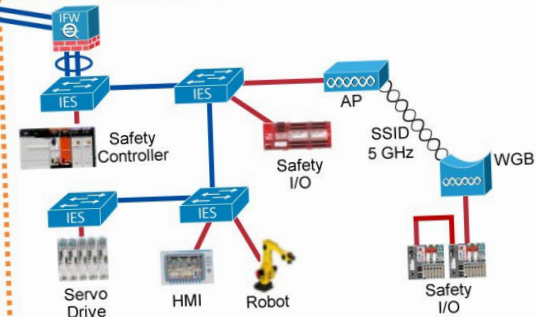 IFW
IES
IES
AP
Safety
Controller
Safety
I/O
SSID
5 GHz
WGB
IES
IES
Servo
Drive
HMI
Robot
Safety
I/O